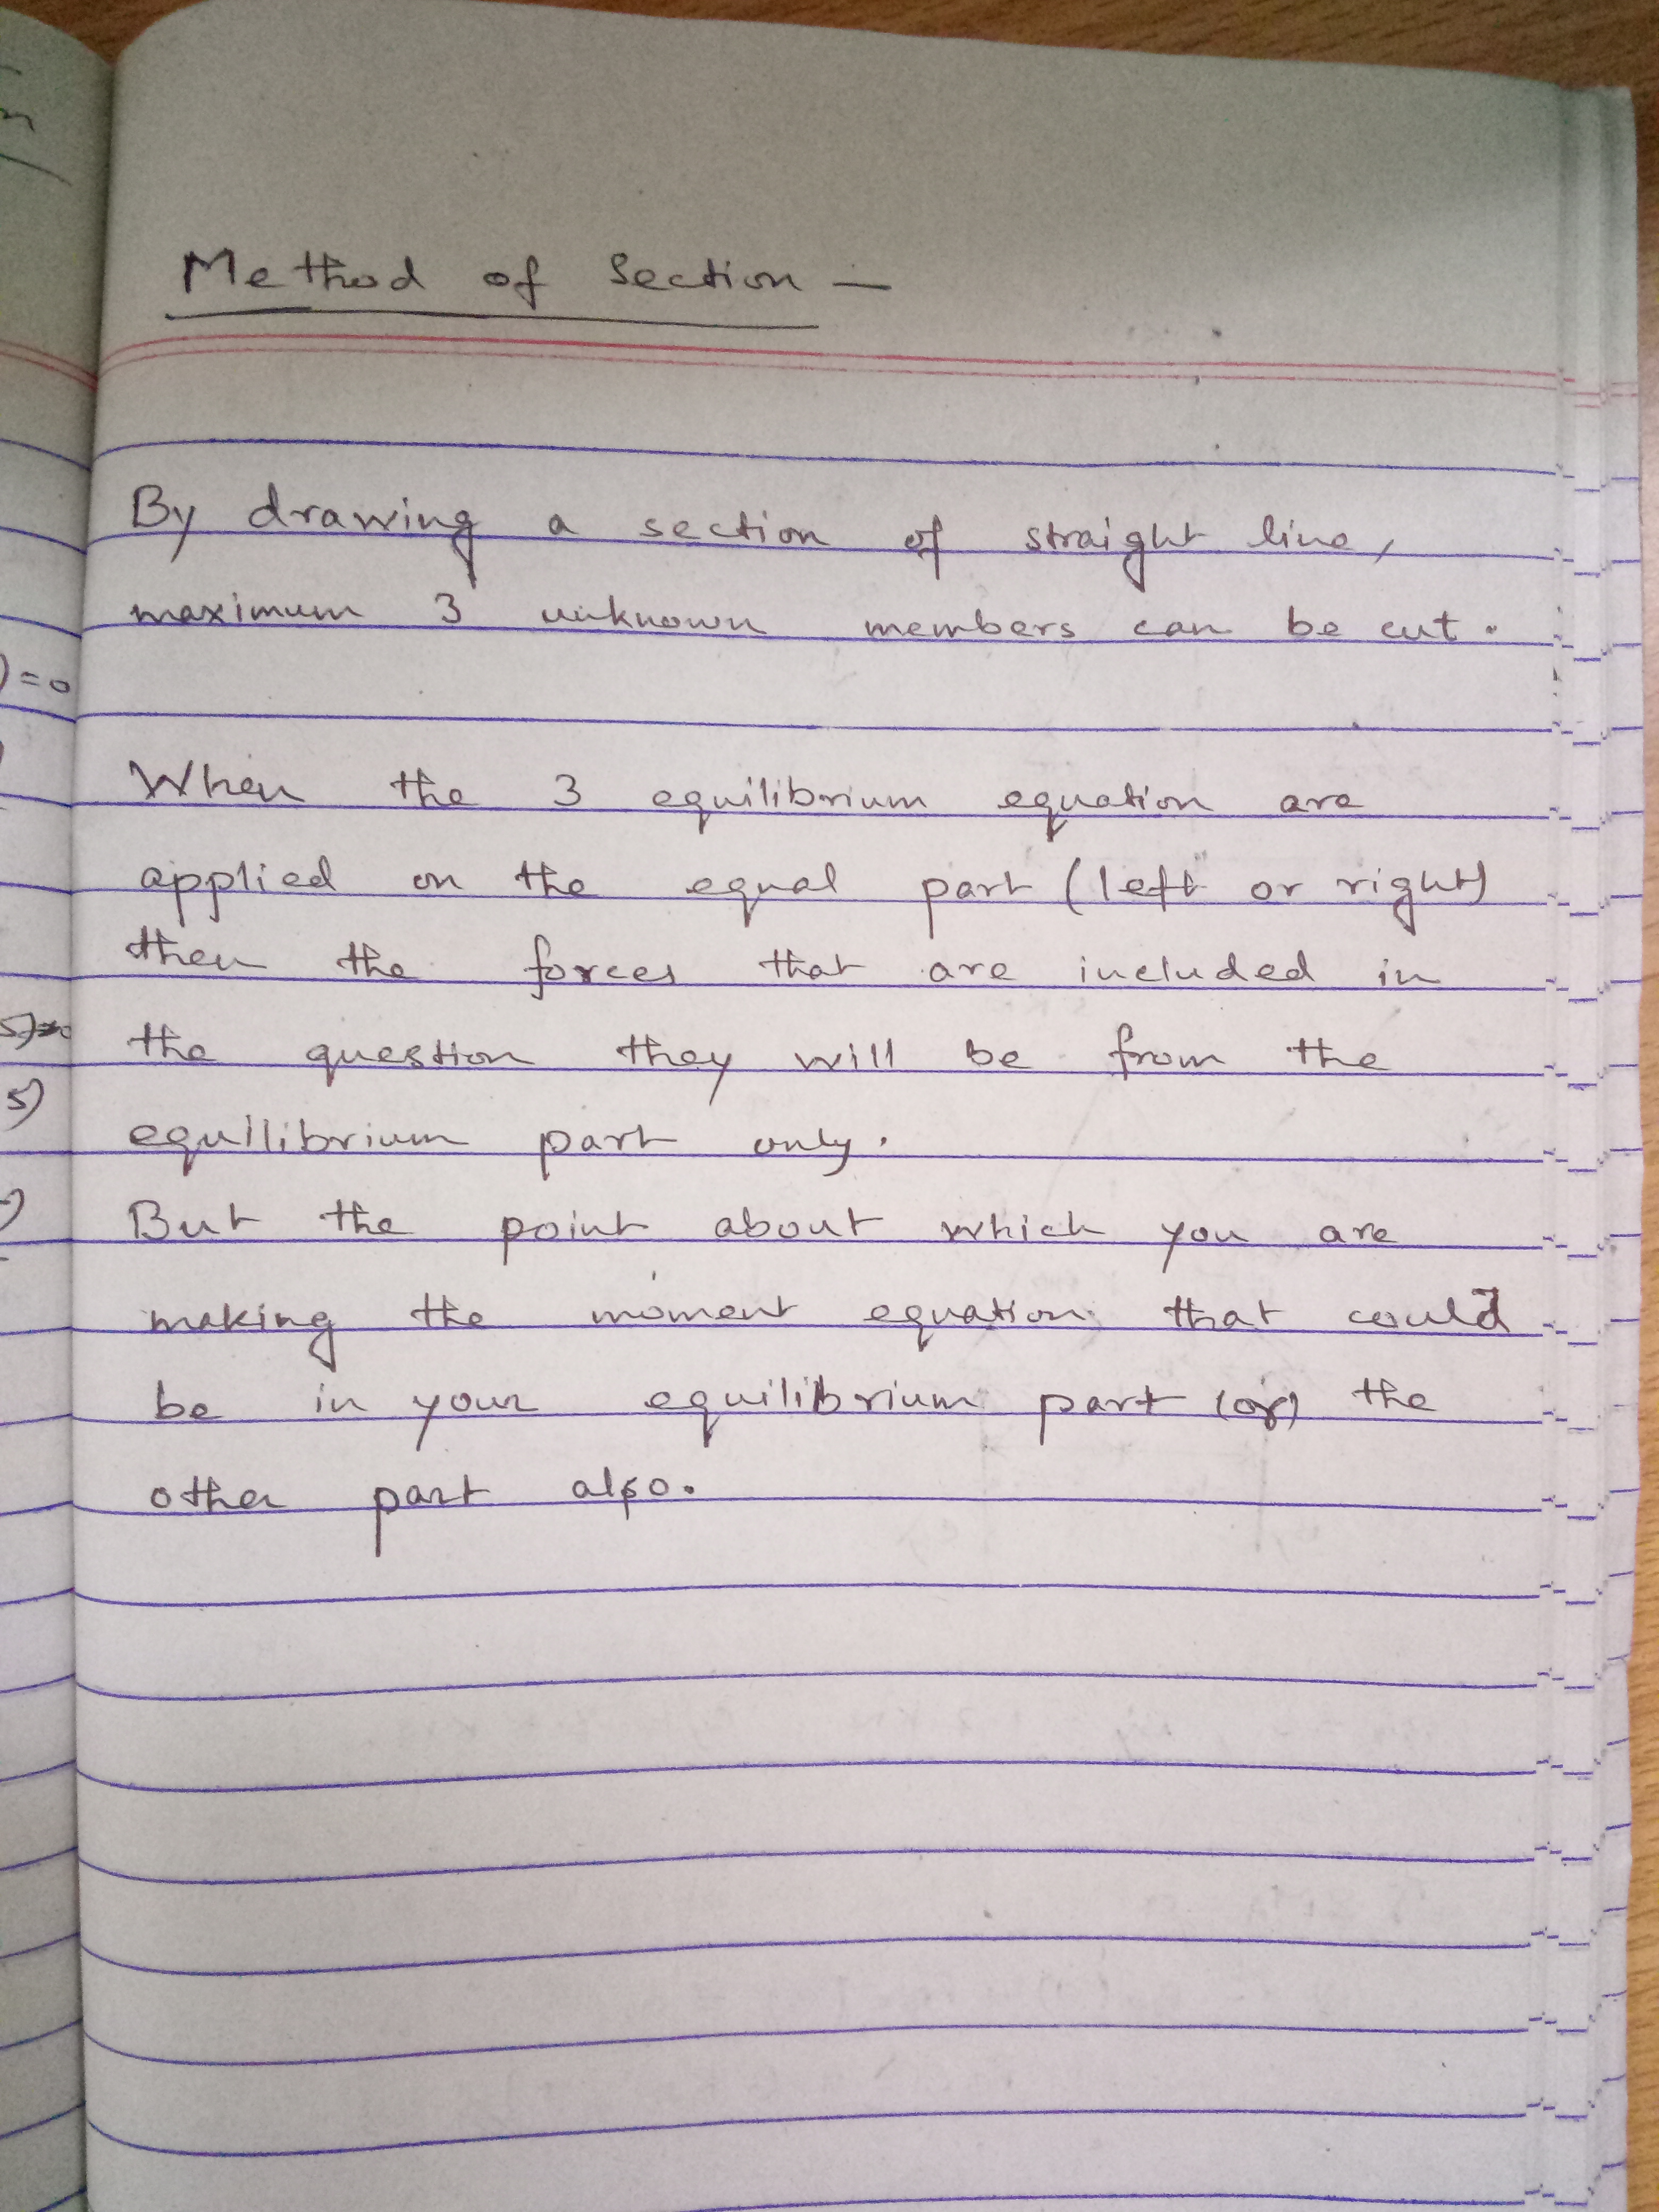 Method of Section —
By drawing a section of straight line,
maximum 3 unknown members can be cut.
)=0
When the 3 equilibrium equation are
applied on the equal part (left or right)
then the forces that are included in
the question they will be from the
5)
equilibrium part only.
But the point about which you are
making the moment equation that could
be in your equilibrium part (or) the
other part also.